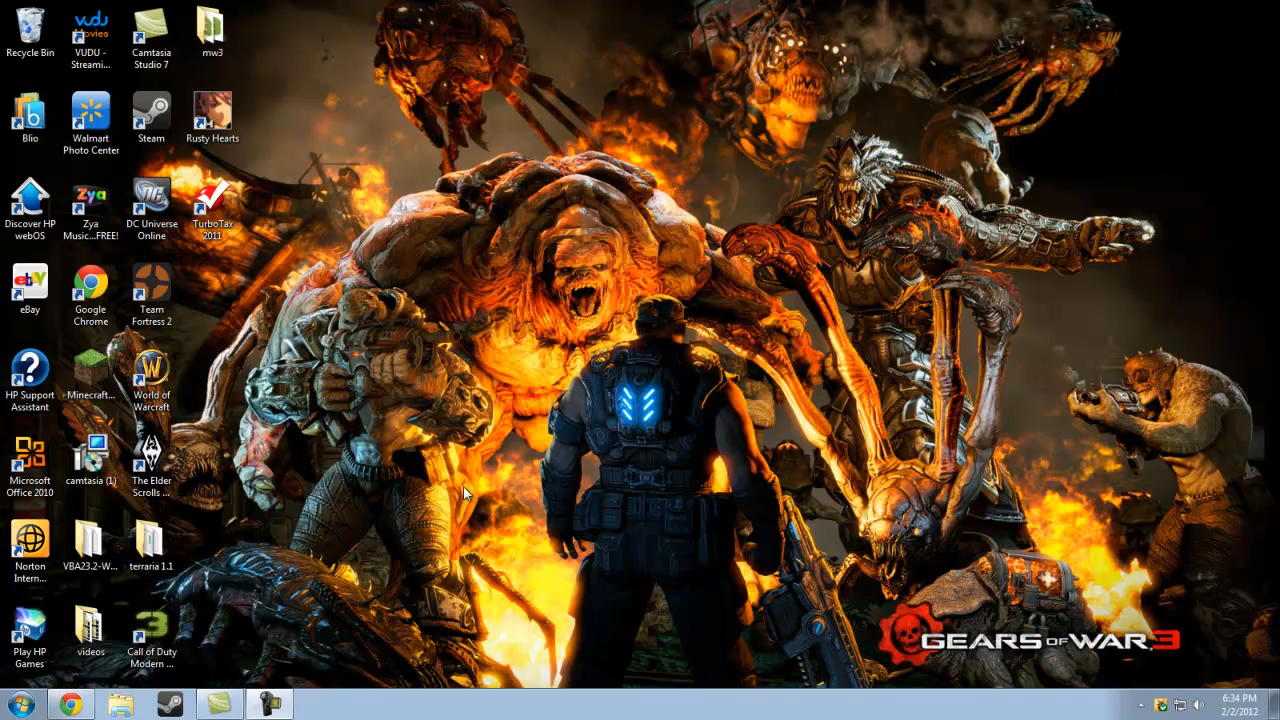 Recycle Bin
VUDU -
Streami...
Camtasia
Studio 7
mw3
Blio
Walmart
Photo Center
Steam
Rusty Hearts
Discover HP
webOS
Zya
Music...FREE!
DC Universe
Online
TurboTax
2011
eBay
Google
Chrome
Team
Fortress 2
HP Support
Assistant
Minecraft...
World of
Warcraft
Microsoft
Office 2010
camtasia (1)
The Elder
Scrolls ...
Norton
Intern...
VBA23.2-W...
terraria 1.1
Play HP
Games
videos
Call of Duty
Modern ...
GEARS OF WAR 3
6:34 PM
2/2/2012
vudu
Movies
Zya
ebY